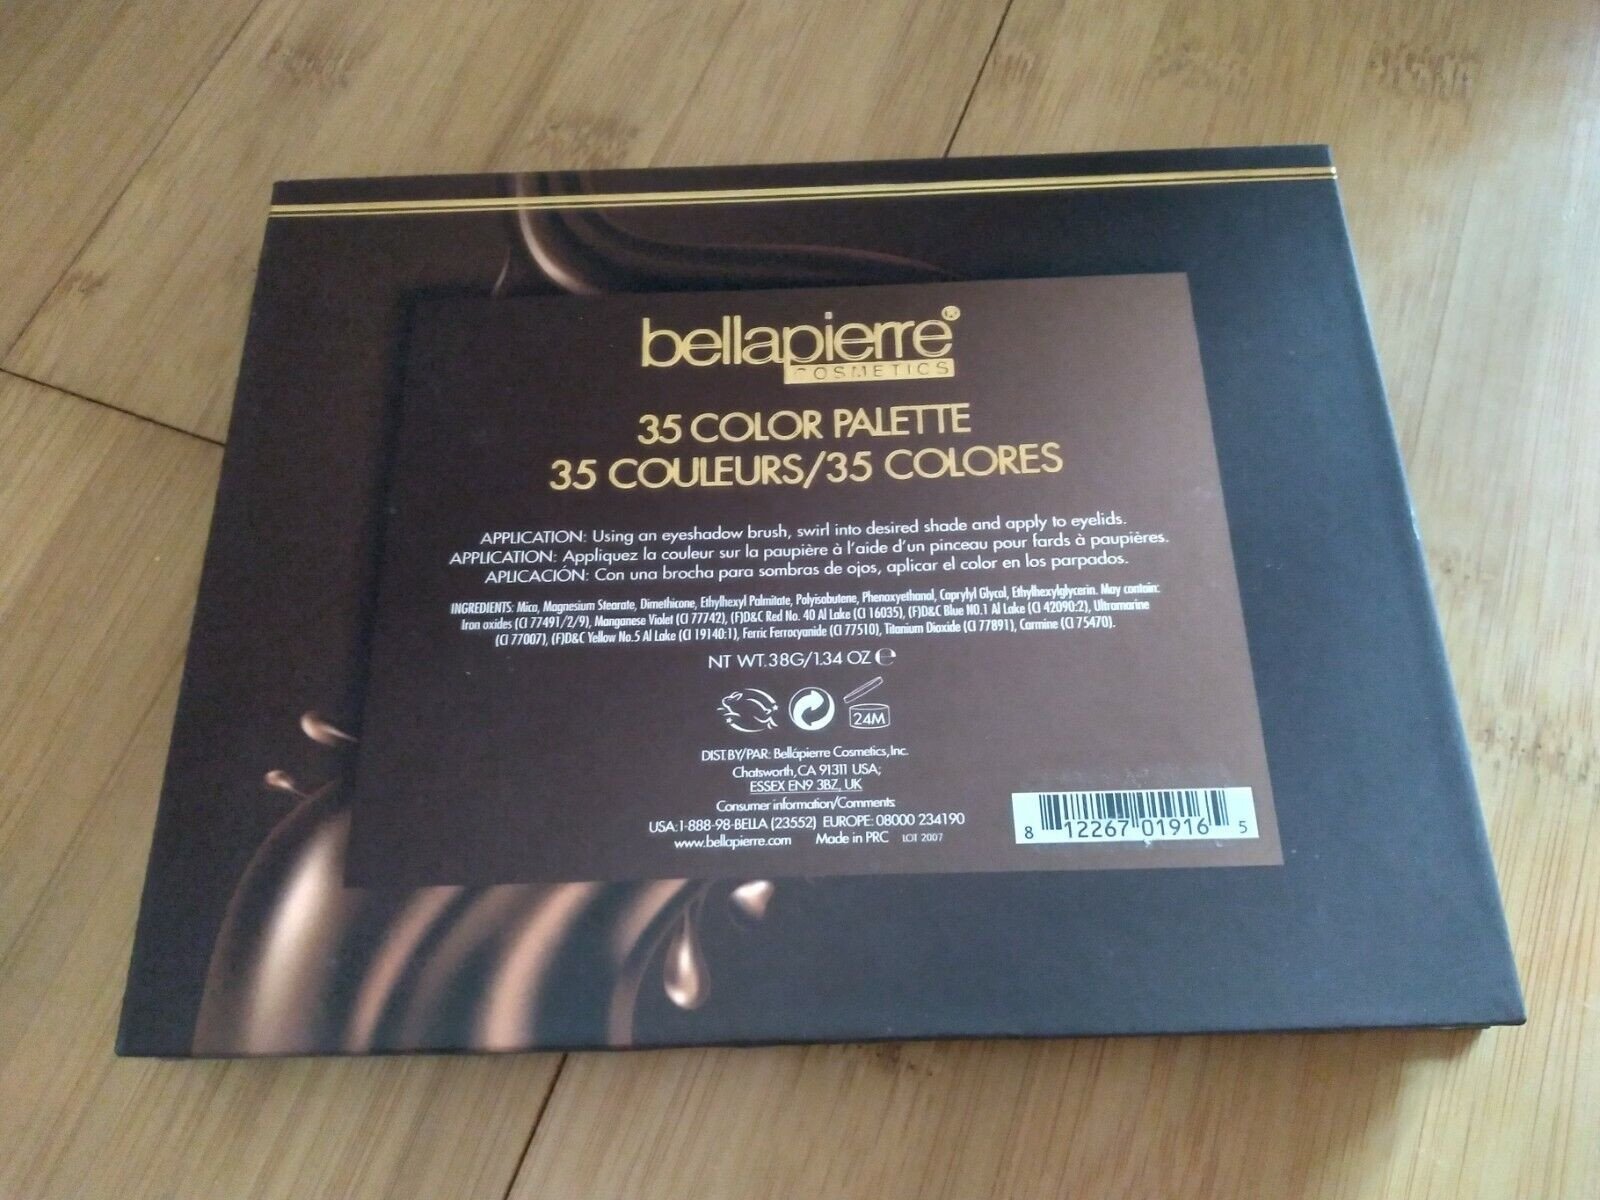 bellapierre®
COSMETICS
35 COLOR PALETTE
35 COULEURS/35 COLORES
APPLICATION: Using an eyeshadow brush, swirl into desired shade and apply to eyelids.
APPLICATION: Appliquez la couleur sur la paupière à l'aide d'un pinceau pour fards à paupières.
APLICACIÓN: Con una brocha para sombras de ojos, aplicar el color en los parpados.
INGREDIENTS: Mica, Magnesium Stearate, Dimethicone, Ethylhexyl Palmitate, Polyisobutene, Phenoxyethanol, Caprylyl Glycol, Ethylhexylglycerin. May contain:
Iron oxides (CI 77491/2/9), Manganese Violet (CI 77742), (F)D&C Red No. 40 Al Lake (CI 16035), (F)D&C Blue NO.1 Al Lake (CI 42090:2), Ultramarine
(CI 77007), (F)D&C Yellow No.5 Al Lake (CI 19140:1), Ferric Ferrocyanide (CI 77510), Titanium Dioxide (CI 77891), Carmine (CI 75470).
NT WT.38G/1.34 OZ ℮
24M
DIST.BY/PAR: Bellápierre Cosmetics,Inc.
Chatsworth,CA 91311 USA;
ESSEX EN9 3BZ, UK
Consumer information/Comments:
USA:1-888-98-BELLA (23552) EUROPE: 08000 234190
www.bellapierre.com Made in PRC LOT 2007
8 12267 01916 5